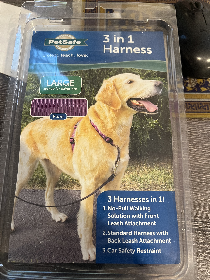 PetSafe
3 in 1
Harness
LARGE
3 Harnesses in 1!
1. No-Pull Walking
Solution with Front
Leash Attachment
2. Standard Harness with
Back Leash Attachment
3. Car Safety Restraint